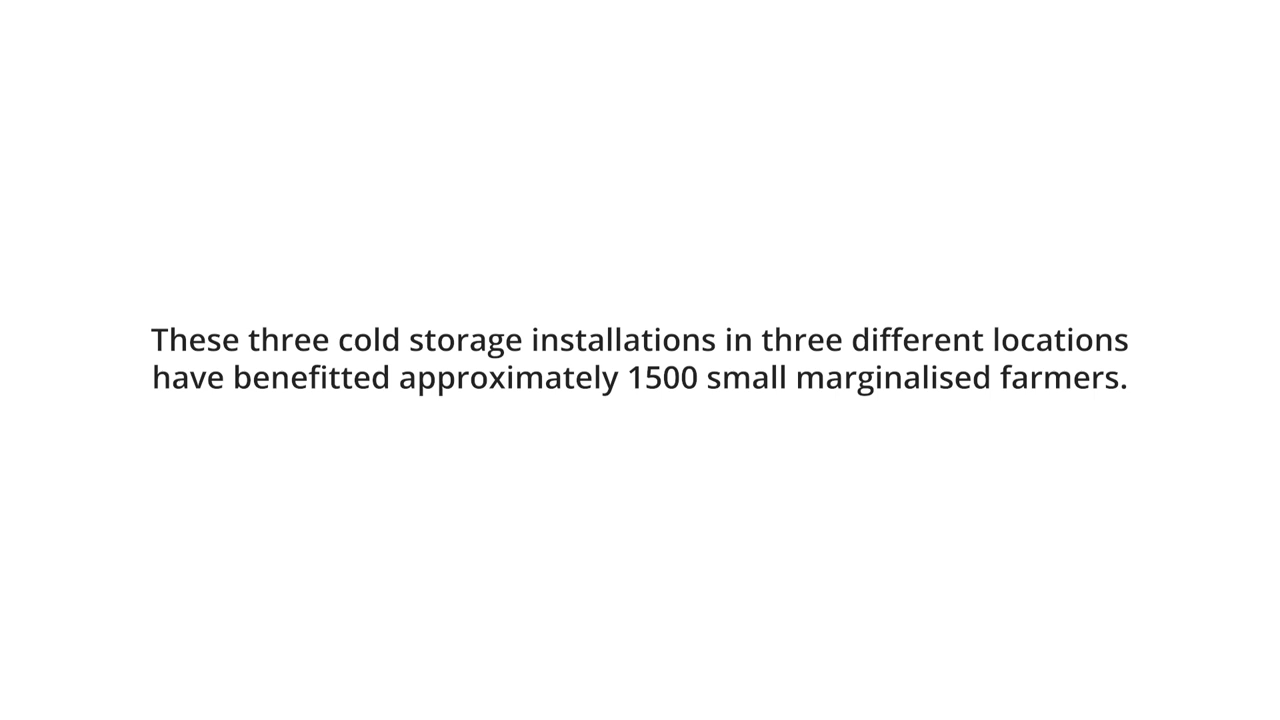 These three cold storage installations in three different locations
have benefitted approximately 1500 small marginalised farmers.